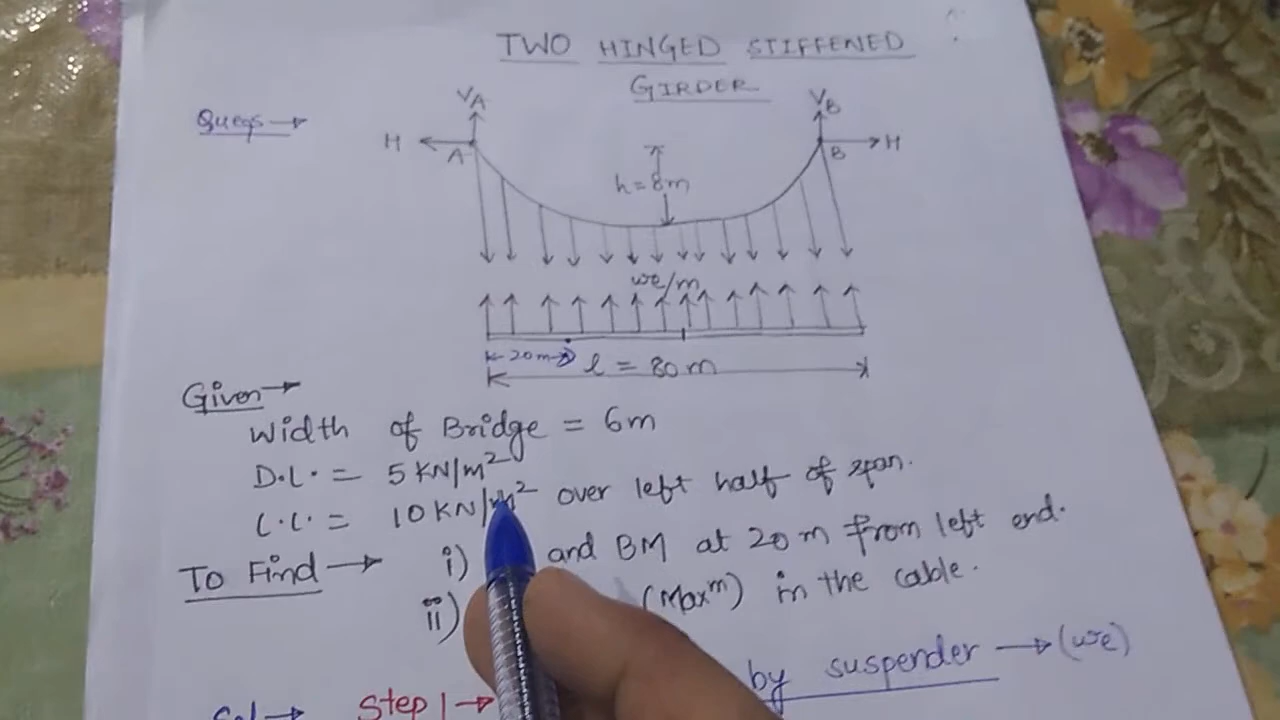 TWO HINGED STIFFENED
GIRDER
Ques →
VA
VB
H
A
B
H
h = 8m
we/m
20m
l = 80m
Given →
Width of Bridge = 6m
D.L. = 5 KN/m²
L.L. = 10 KN/m² over left half of span.
To Find → i) and BM at 20 m from left end.
ii) (Maxᵐ) in the cable.
by suspender → (we)
Sol → Step 1 →